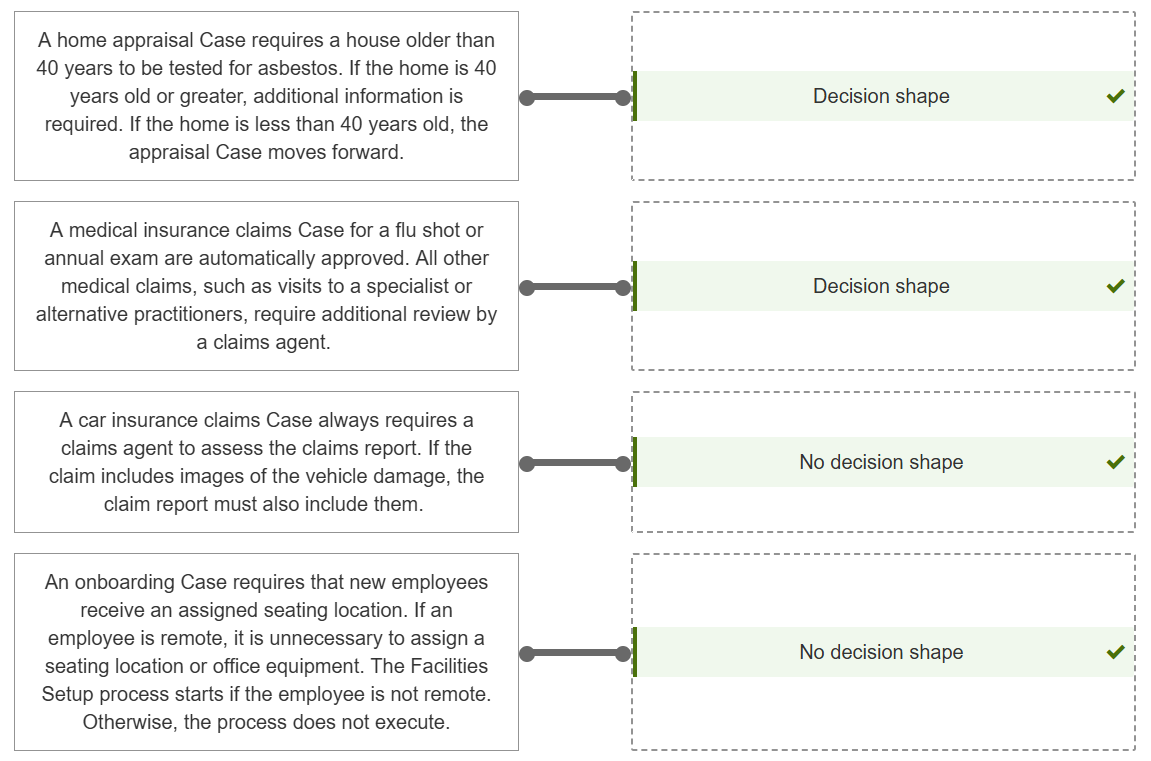 A home appraisal Case requires a house older than
40 years to be tested for asbestos. If the home is 40
years old or greater, additional information is
required. If the home is less than 40 years old, the
appraisal Case moves forward.
Decision shape
A medical insurance claims Case for a flu shot or
annual exam are automatically approved. All other
medical claims, such as visits to a specialist or
alternative practitioners, require additional review by
a claims agent.
Decision shape
A car insurance claims Case always requires a
claims agent to assess the claims report. If the
claim includes images of the vehicle damage, the
claim report must also include them.
No decision shape
An onboarding Case requires that new employees
receive an assigned seating location. If an
employee is remote, it is unnecessary to assign a
seating location or office equipment. The Facilities
Setup process starts if the employee is not remote.
Otherwise, the process does not execute.
No decision shape